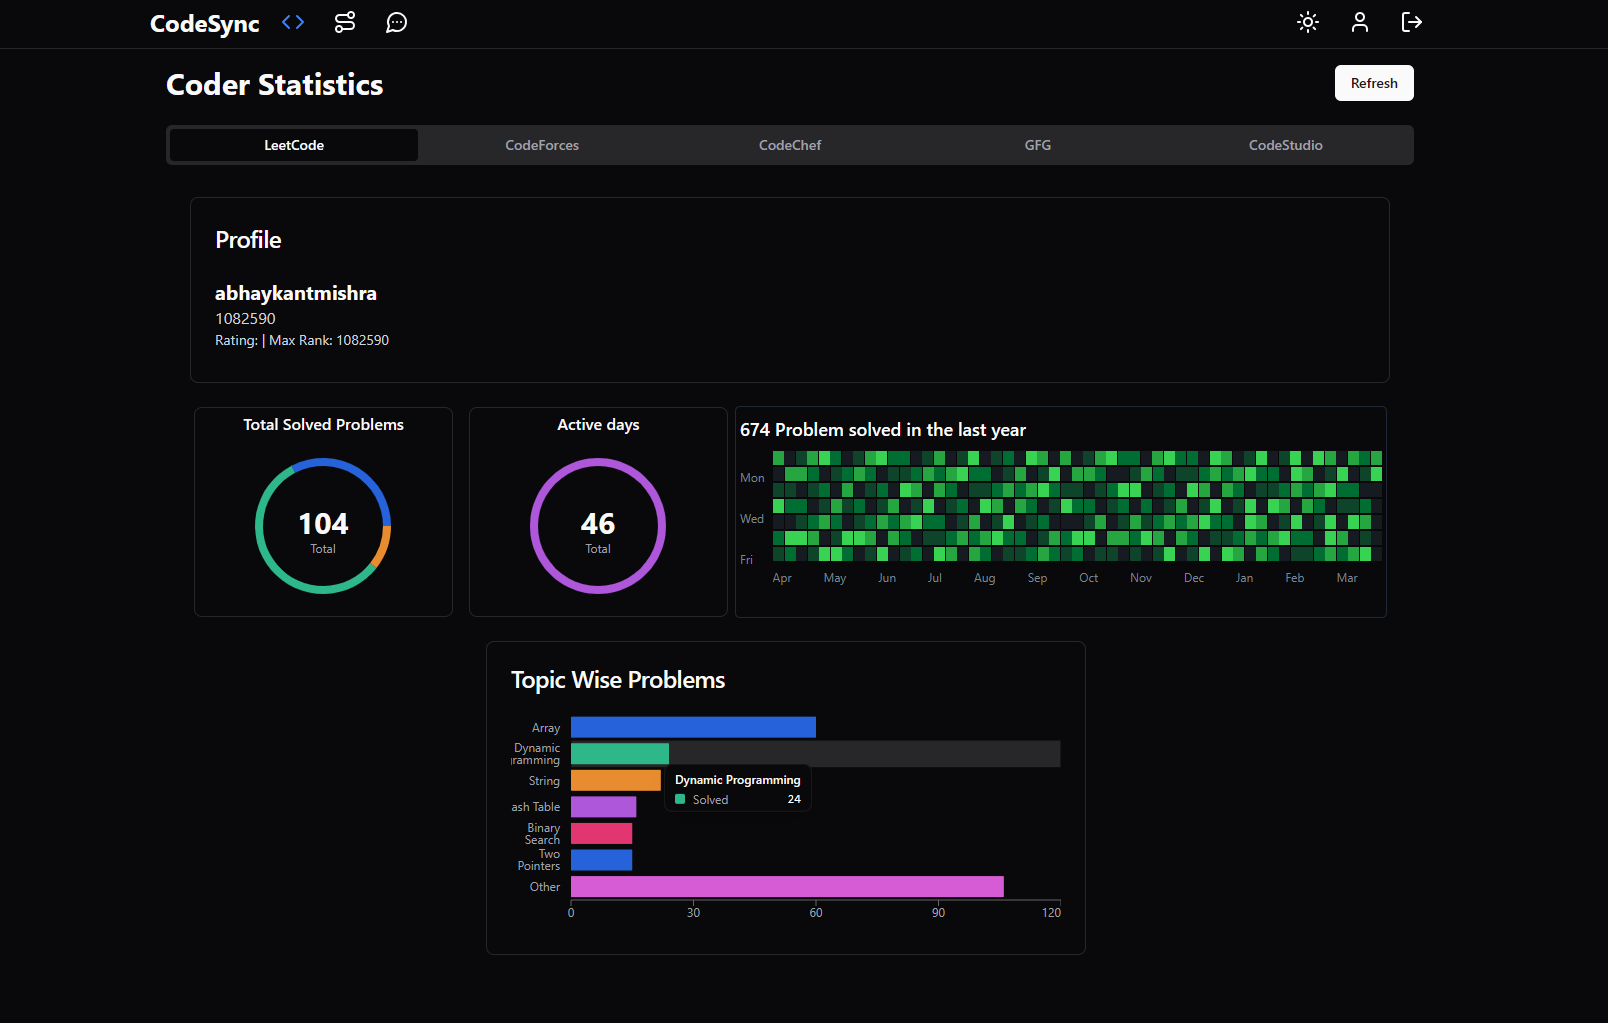 CodeSync
Coder Statistics
Refresh
LeetCode
CodeForces
CodeChef
GFG
CodeStudio
Profile
abhaykantmishra
1082590
Rating: | Max Rank: 1082590
Total Solved Problems
104
Total
Active days
46
Total
674 Problem solved in the last year
Mon
Wed
Fri
Apr May Jun Jul Aug Sep Oct Nov Dec Jan Feb Mar
Topic Wise Problems
Array
Dynamic
gramming
String
ash Table
Binary
Search
Two
Pointers
Other
Dynamic Programming
Solved 24
0 30 60 90 120